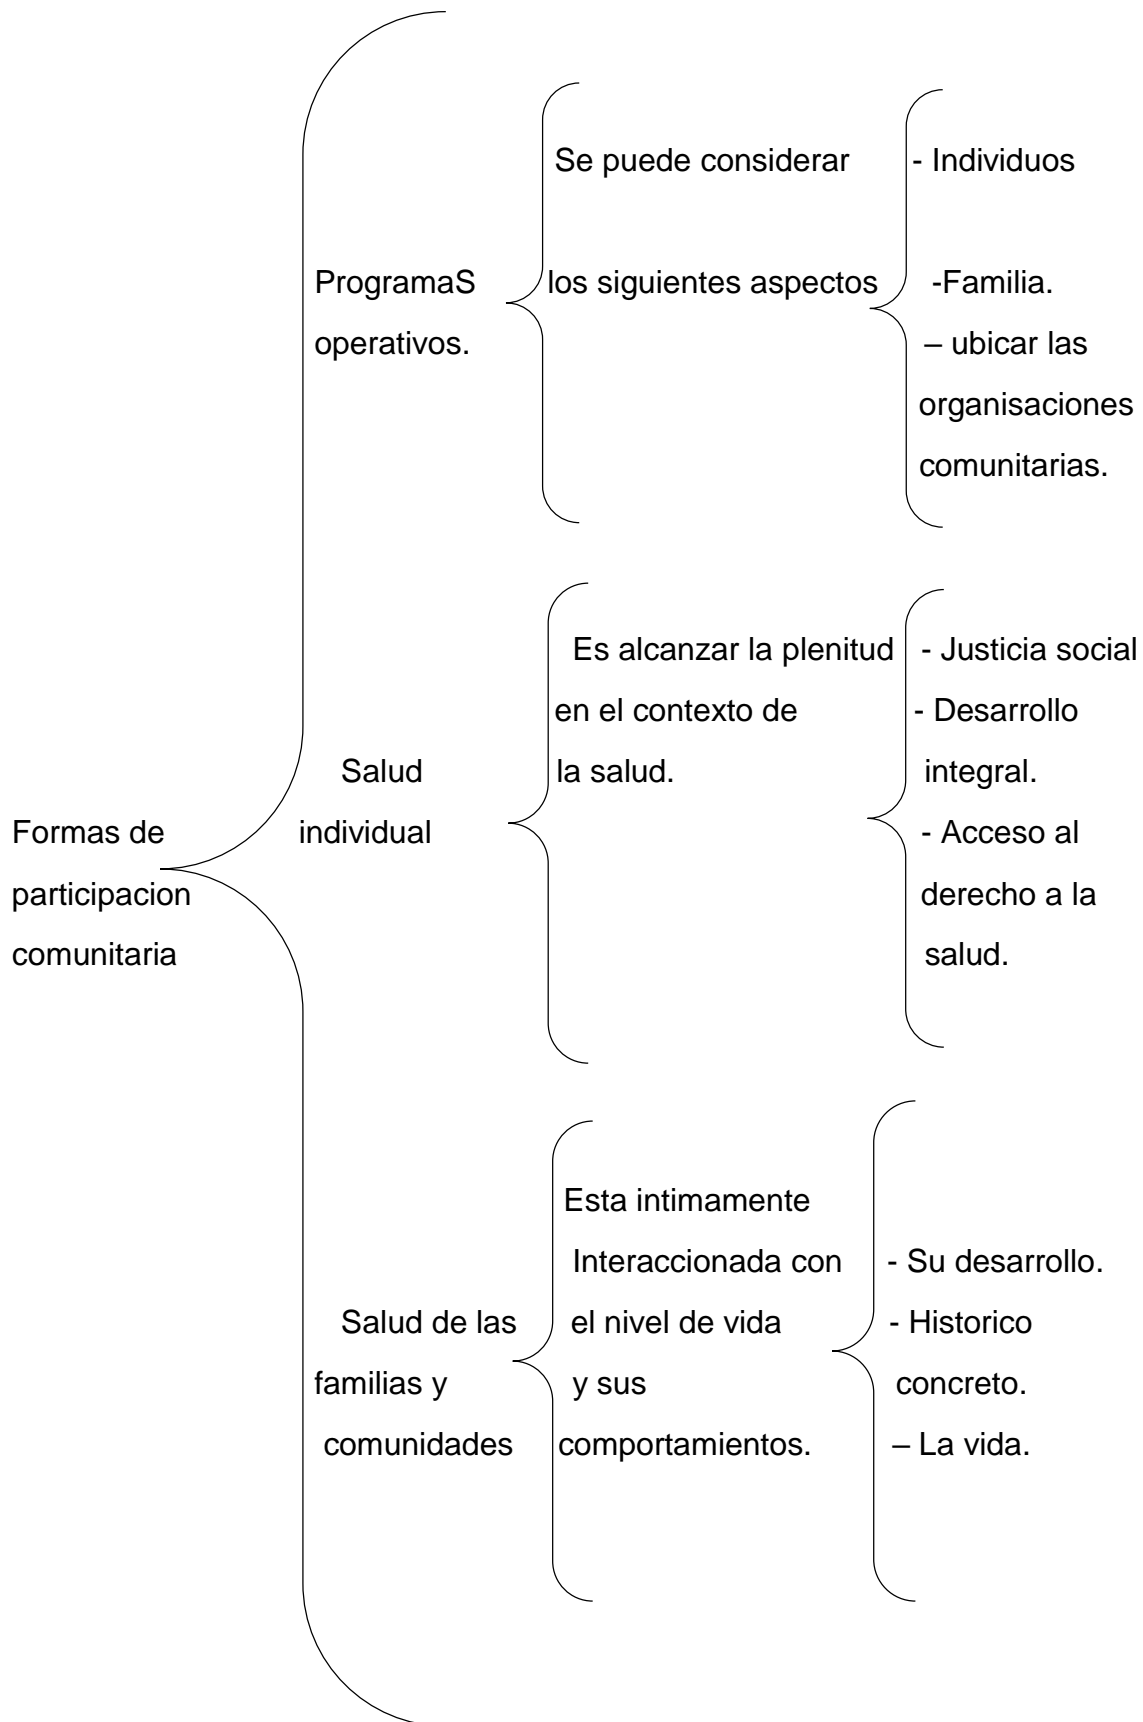 Formas de
participacion
comunitaria
ProgramaS
operativos.
Se puede considerar
los siguientes aspectos
- Individuos
-Familia.
– ubicar las
organisaciones
comunitarias.
Salud
individual
Es alcanzar la plenitud
en el contexto de
la salud.
- Justicia social
- Desarrollo
integral.
- Acceso al
derecho a la
salud.
Salud de las
familias y
comunidades
Esta intimamente
Interaccionada con
el nivel de vida
y sus
comportamientos.
- Su desarrollo.
- Historico
concreto.
– La vida.